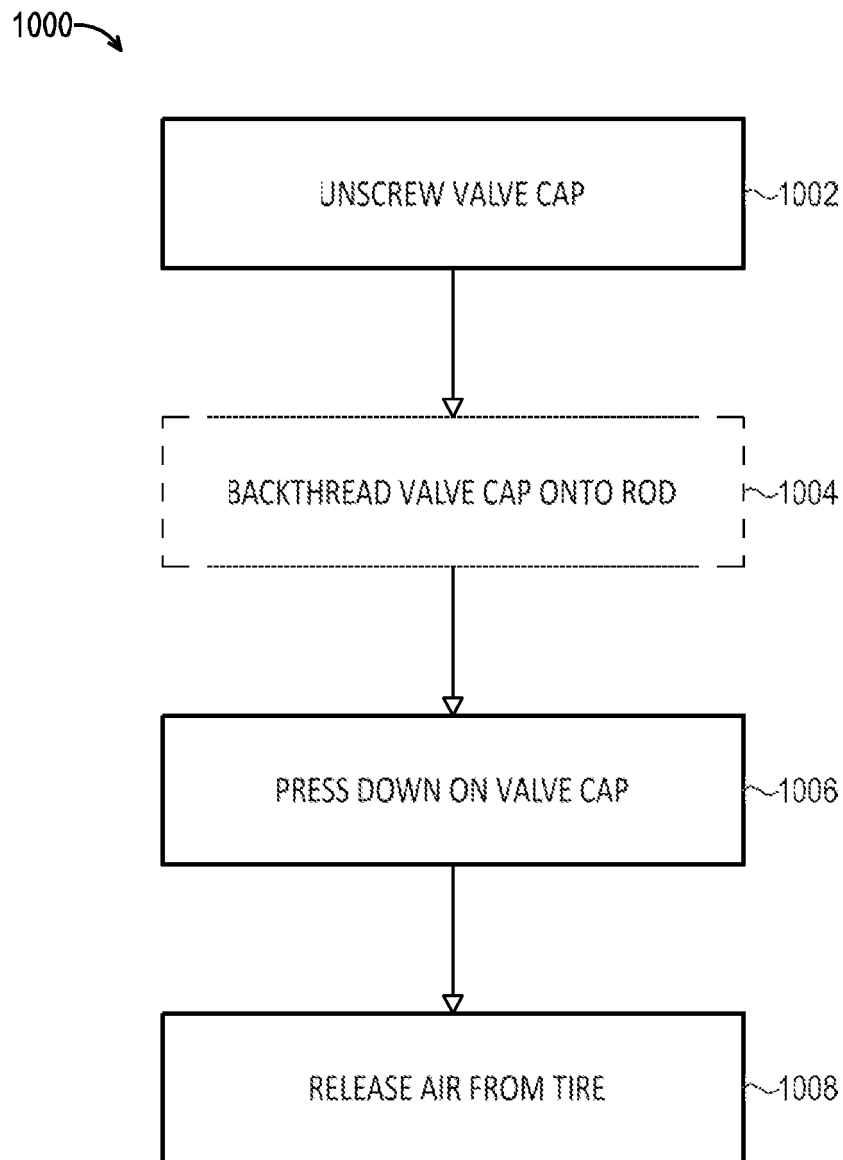 1000
UNSCREW VALVE CAP
1002
BACKTHREAD VALVE CAP ONTO ROD
1004
PRESS DOWN ON VALVE CAP
1006
RELEASE AIR FROM TIRE
1008